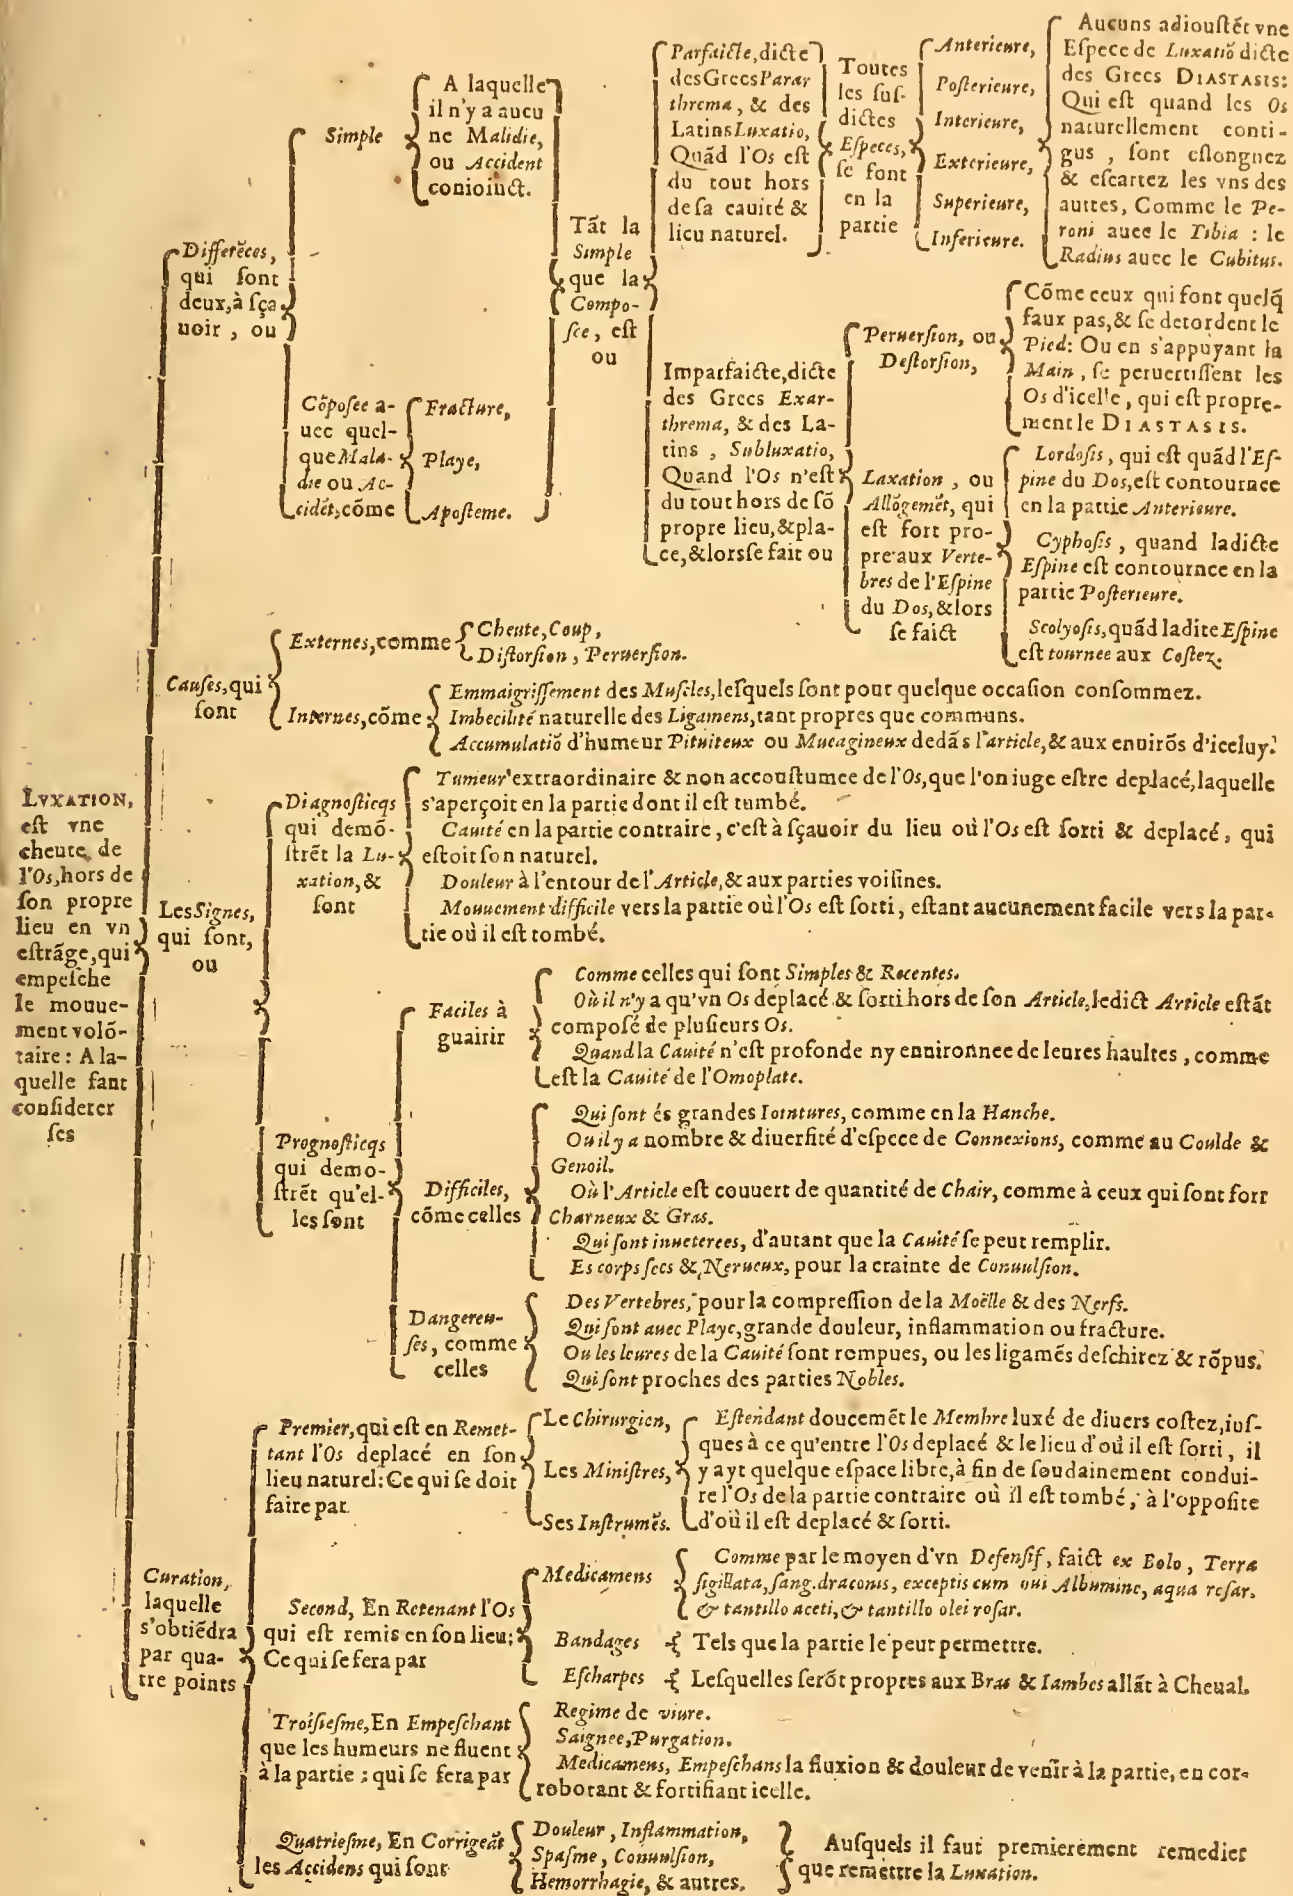 LVXATION,
eſt vne
cheute, de
l'Os, hors de
ſon propre
lieu en vn
eſtrãge, qui
empeſche
le mouue-
ment volõ-
taire : A la-
quelle faut
conſiderer
ſes
Differẽces,
qui ſont
deux, à ſça
uoir, ou
Simple
A laquelle
il n'y a aucu
ne Malidie,
ou Accident
conioinct.
Cõpoſee a-
uec quel-
que Mala-
die ou Ac-
cidẽt, cõme
Fracture,
Playe,
Apoſteme.
Tãt la
Simple
que la
Compo-
ſee, eſt
ou
Parfaicte, dicte
des Grecs Parar
threma, & des
Latins Luxatio,
Quãd l'Os eſt
du tout hors
de ſa cauité &
lieu naturel.
Toutes
les ſuſ-
dictes
Eſpeces,
ſe font
en la
partie
Anterieure,
Poſterieure,
Interieure,
Exterieure,
Superieure,
Inferieure.
Aucuns adiouſtẽt vne
Eſpece de Luxatiõ dicte
des Grecs DIASTASIS:
Qui eſt quand les Os
naturellement conti-
gus, ſont eſlongnez
& eſcartez les vns des
autres, Comme le Pe-
roni auec le Tibia : le
Radius auec le Cubitus.
Imparfaicte, dicte
des Grecs Exar-
threma, & des La-
tins, Subluxatio,
Quand l'Os n'eſt
du tout hors de ſõ
propre lieu, & pla-
ce, & lors ſe fait ou
Peruerſion, ou
Deſtorſion,
Cõme ceux qui font quelq̃
faux pas, & ſe detordent le
Pied: Ou en s'appuyant ſa
Main, ſe peruertiſſent les
Os d'icelle, qui eſt propre-
ment le DIASTASIS.
Laxation, ou
Allõgemẽt, qui
eſt fort pro-
pre aux Verte-
bres de l'Eſpine
du Dos, & lors
ſe faict
Lordoſis, qui eſt quãd l'Eſ-
pine du Dos, eſt contournee
en la partie Anterieure.
Cyphoſis, quand ladicte
Eſpine eſt contournee en la
partie Poſterieure.
Scolyoſis, quãd ladite Eſpine
eſt tournee aux Coſtez.
Cauſes, qui
ſont
Externes, comme
Cheute, Coup,
Diſtorſion, Peruerſion.
Internes, cõme
Emmaigriſſement des Muſcles, leſquels ſont pour quelque occaſion conſommez.
Imbecilité naturelle des Ligamens, tant propres que communs.
Accumulatiõ d'humeur Pituiteux ou Mucagineux dedãs l'article, & aux enuirõs d'iceluy.
Les Signes,
qui ſont,
ou
Diagnoſticqs
qui demõ-
ſtrẽt la Lu-
xation, &
ſont
Tumeur extraordinaire & non accouſtumee de l'Os, que l'on iuge eſtre deplacé, laquelle
s'aperçoit en la partie dont il eſt tumbé.
Cauité en la partie contraire, c'eſt à ſçauoir du lieu où l'Os eſt ſorti & deplacé, qui
eſtoit ſon naturel.
Douleur à l'entour de l'Article, & aux parties voiſines.
Mouuement difficile vers la partie où l'Os eſt ſorti, eſtant aucunement facile vers la par-
tie où il eſt tombé.
Prognoſticqs
qui demo-
ſtrẽt qu'el-
les ſont
Faciles à
guairir
Comme celles qui ſont Simples & Recentes.
Où il n'y a qu'vn Os deplacé & ſorti hors de ſon Article, ledict Article eſtãt
compoſé de pluſieurs Os.
Quand la Cauité n'eſt profonde ny enuironnee de leures haultes, comme
eſt la Cauité de l'Omoplate.
Difficiles,
cõme celles
Qui ſont és grandes Iointures, comme en la Hanche.
Ou il y a nombre & diuerſité d'eſpece de Connexions, comme au Coulde &
Genoil.
Où l'Article eſt couuert de quantité de Chair, comme à ceux qui ſont fort
Charneux & Gras.
Qui ſont inueterees, d'autant que la Cauité ſe peut remplir.
Es corps ſecs & Nerueux, pour la crainte de Conuulſion.
Dangereu-
ſes, comme
celles
Des Vertebres, pour la compreſſion de la Moëlle & des Nerfs.
Qui ſont auec Playe, grande douleur, inflammation ou fracture.
Ou les leures de la Cauité ſont rompues, ou les ligamẽs deſchirez & rõpus.
Qui ſont proches des parties Nobles.
Curation,
laquelle
s'obtiẽdra
par qua-
tre points
Premier, qui eſt en Remet-
tant l'Os deplacé en ſon
lieu naturel: Ce qui ſe doit
faire par
Le Chirurgien,
Les Miniſtres,
Ses Inſtrumẽs.
Eſtendant doucemẽt le Membre luxé de diuers coſtez, iuſ-
ques à ce qu'entre l'Os deplacé & le lieu d'où il eſt ſorti, il
y ayt quelque eſpace libre, à fin de ſoudainement condui-
re l'Os de la partie contraire où il eſt tombé, à l'oppoſite
d'où il eſt deplacé & ſorti.
Second, En Retenant l'Os
qui eſt remis en ſon lieu;
Ce qui ſe fera par
Medicamens
Comme par le moyen d'vn Defenſif, faict ex Bolo, Terra
ſigillata, ſang. draconis, exceptis cum oui Albumine, aqua roſar.
& tantillo aceti, & tantillo olei roſar.
Bandages
Tels que la partie le peut permettre.
Eſcharpes
Leſquelles ſerõt propres aux Bras & Iambes allãt à Cheual.
Troiſieſme, En Empeſchant
que les humeurs ne fluent
à la partie : qui ſe fera par
Regime de viure.
Saignee, Purgation.
Medicamens, Empeſchans la fluxion & douleur de venir à la partie, en cor-
roborant & fortifiant icelle.
Quatrieſme, En Corrigeãt
les Accidens qui ſont
Douleur, Inflammation,
Spaſme, Conuulſion,
Hemorrhagie, & autres.
Auſquels il faut premierement remedier
que remettre la Luxation.